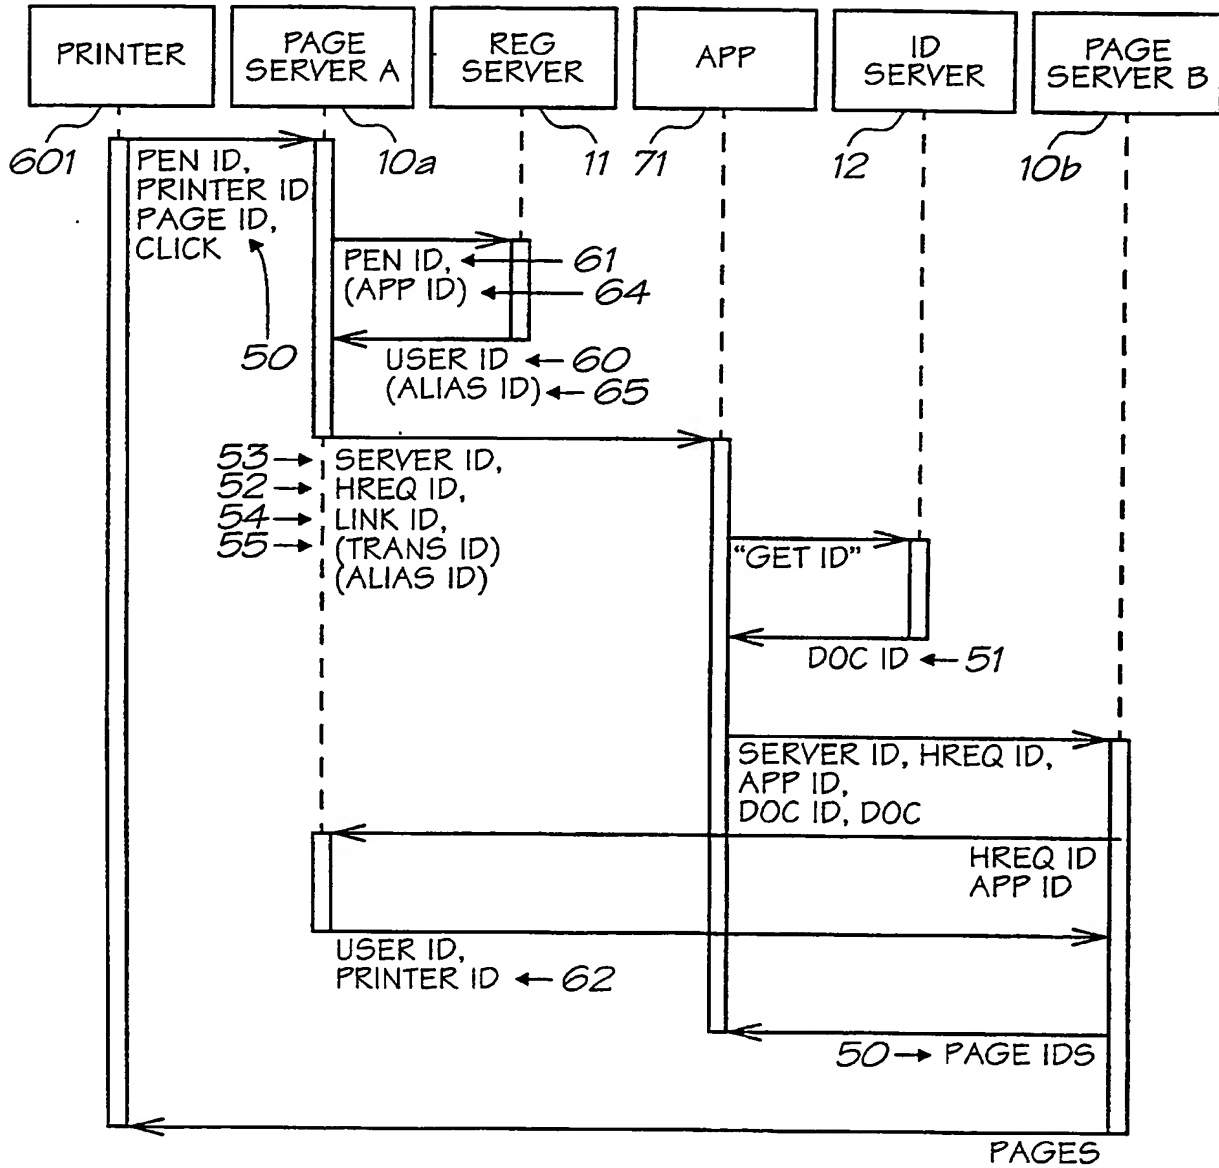 PRINTER
PAGE
SERVER A
REG
SERVER
APP
ID
SERVER
PAGE
SERVER B
601
10a
11
71
12
10b
PEN ID,
PRINTER ID
PAGE ID,
CLICK
50
PEN ID,
61
(APP ID)
64
USER ID
60
(ALIAS ID)
65
53
SERVER ID,
52
HREQ ID,
54
LINK ID,
55
(TRANS ID)
(ALIAS ID)
"GET ID"
DOC ID
51
SERVER ID, HREQ ID,
APP ID,
DOC ID, DOC
HREQ ID
APP ID
USER ID,
PRINTER ID
62
50
PAGE IDS
PAGES